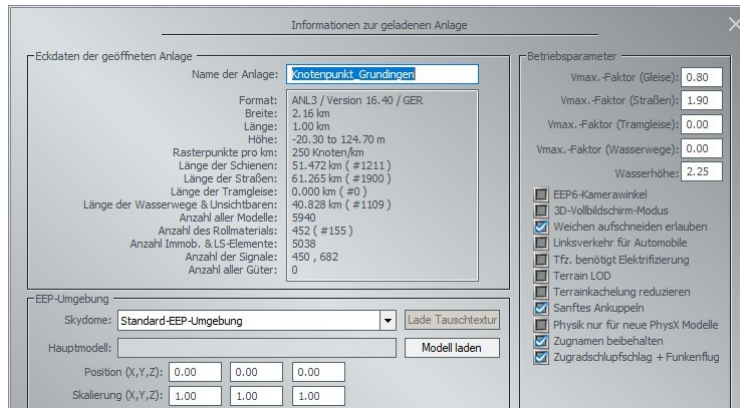 Informationen zur geladenen Anlage
Eckdaten der geöffneten Anlage
Name der Anlage: Knotenpunkt_Grundingen
Format: ANL3 / Version 16.40 / GER
Breite: 2.16 km
Länge: 1.00 km
Höhe: -20.30 to 124.70 m
Rasterpunkte pro km: 250 Knoten/km
Länge der Schienen: 51.472 km ( #1211 )
Länge der Straßen: 61.265 km ( #1900 )
Länge der Tramgleise: 0.000 km ( #0 )
Länge der Wasserwege & Unsichtbaren: 40.828 km ( #1109 )
Anzahl aller Modelle: 5940
Anzahl des Rollmaterials: 452 ( #155 )
Anzahl Immob. & LS-Elemente: 5038
Anzahl der Signale: 450 , 682
Anzahl aller Güter: 0
EEP-Umgebung
Skydome: Standard-EEP-Umgebung Lade Tauschtextur
Hauptmodell: Modell laden
Position (X,Y,Z): 0.00 0.00 0.00
Skalierung (X,Y,Z): 1.00 1.00 1.00
Betriebsparameter
Vmax.-Faktor (Gleise): 0.80
Vmax.-Faktor (Straßen): 1.90
Vmax.-Faktor (Tramgleise): 0.00
Vmax.-Faktor (Wasserwege): 0.00
Wasserhöhe: 2.25
EEP6-Kamerawinkel
3D-Vollbildschirm-Modus
Weichen aufschneiden erlauben
Linksverkehr für Automobile
Tfz. benötigt Elektrifizierung
Terrain LOD
Terrainkachelung reduzieren
Sanftes Ankuppeln
Physik nur für neue PhysX Modelle
Zugnamen beibehalten
Zugradschlupfschlag + Funkenflug